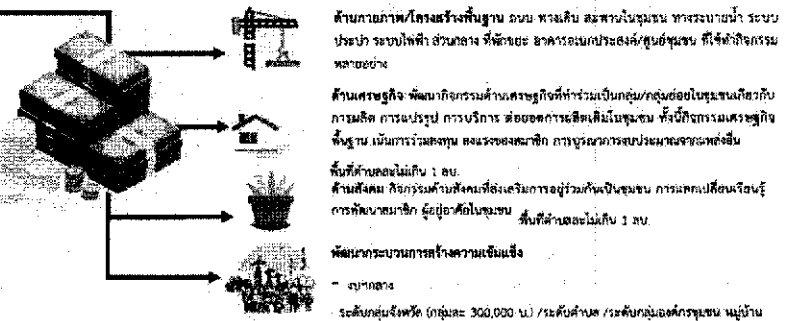 ด้านกายภาพ/โครงสร้างพื้นฐาน ถนน ทางเดิน สะพานในชุมชน ทางระบายน้ำ ระบบ
ประปา ระบบไฟฟ้า ส่วนกลาง ที่พักขยะ อาคารอเนกประสงค์/ศูนย์ชุมชน ที่ใช้ทำกิจกรรม
หลายอย่าง
ด้านเศรษฐกิจ พัฒนากิจกรรมด้านเศรษฐกิจที่ทำร่วมเป็นกลุ่ม/กลุ่มย่อยในชุมชนเกี่ยวกับ
การผลิต การแปรรูป การบริการ ต่อยอดการผลิตเดิมในชุมชน ทั้งนี้กิจกรรมเศรษฐกิจ
พื้นฐาน เน้นการร่วมลงทุน ลงแรงของสมาชิก การบูรณาการงบประมาณจากแหล่งอื่น
พื้นที่ตำบลละไม่เกิน 1 ลบ.
ด้านสังคม กิจกรรมด้านสังคมที่ส่งเสริมการอยู่ร่วมกันเป็นชุมชน การแลกเปลี่ยนเรียนรู้
การพัฒนาสมาชิก ผู้อยู่อาศัยในชุมชน พื้นที่ตำบลละไม่เกิน 1 ลบ.
พัฒนากระบวนการสร้างความเข้มแข็ง
- งบฯกลาง
ระดับกลุ่มจังหวัด (กลุ่มละ 300,000 บ.) /ระดับตำบล /ระดับกลุ่มองค์กรชุมชน หมู่บ้าน